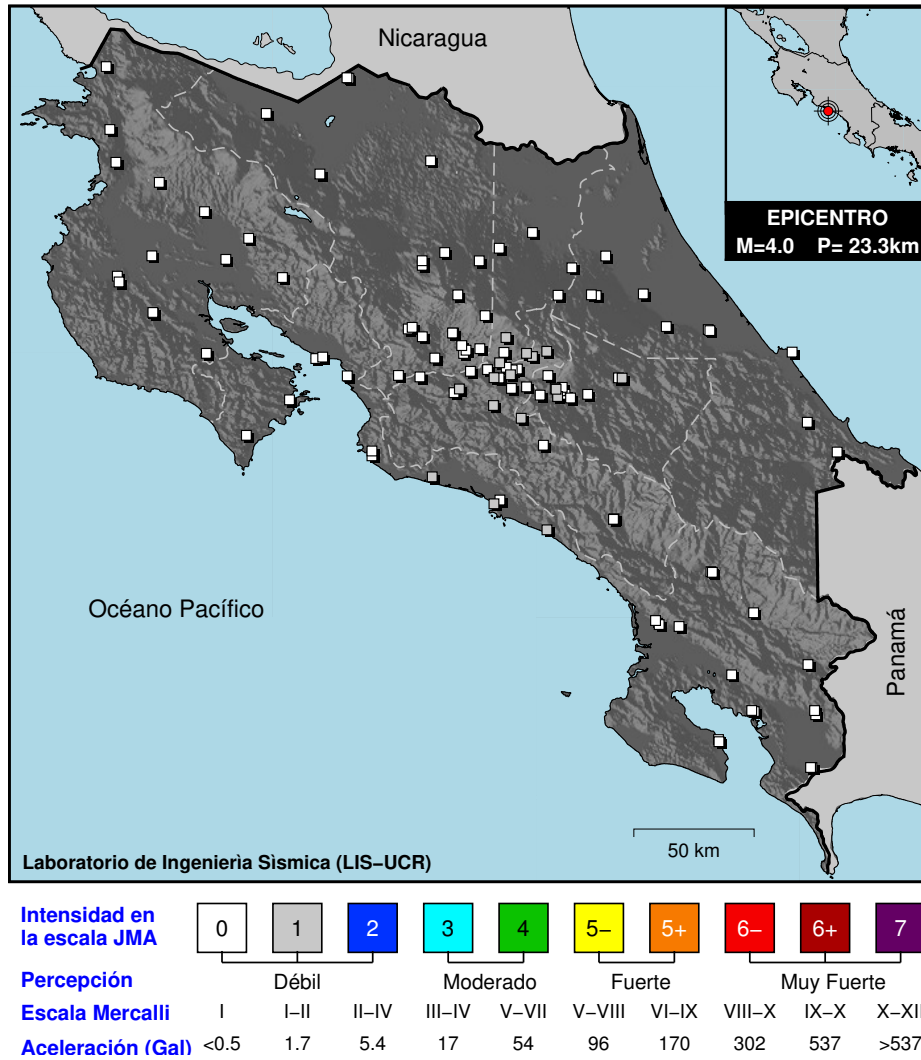 Nicaragua
EPICENTRO
M=4.0 P= 23.3km
Océano Pacífico
Panamá
50 km
Laboratorio de Ingenierìa Sìsmica (LIS–UCR)
Intensidad en
la escala JMA
0 1 2 3 4 5– 5+ 6– 6+ 7
Percepción Débil Moderado Fuerte Muy Fuerte
Escala Mercalli I I–II II–IV III–IV V–VII V–VIII VI–IX VIII–X IX–X X–XII
Aceleración (Gal) <0.5 1.7 5.4 17 54 96 170 302 537 >537